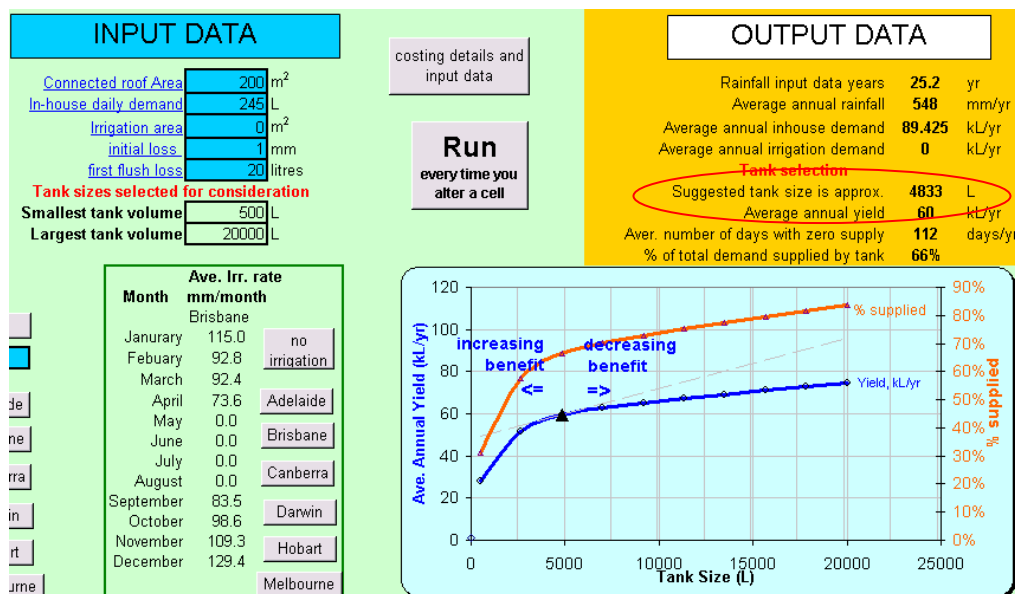 INPUT DATA
Connected roof Area 200 m²
In-house daily demand 245 L
Irrigation area 0 m²
initial loss 1 mm
first flush loss 20 litres
Tank sizes selected for consideration
Smallest tank volume 500 L
Largest tank volume 20000 L
costing details and
input data
Run
every time you
alter a cell
OUTPUT DATA
Rainfall input data years 25.2 yr
Average annual rainfall 548 mm/yr
Average annual inhouse demand 89.425 kL/yr
Average annual irrigation demand 0 kL/yr
Tank selection
Suggested tank size is approx. 4833 L
Average annual yield 60 kL/yr
Aver. number of days with zero supply 112 days/yr
% of total demand supplied by tank 66%
Ave. Irr. rate
Month mm/month
Brisbane
Janurary 115.0
Febuary 92.8
March 92.4
April 73.6
May 0.0
June 0.0
July 0.0
August 0.0
September 83.5
October 98.6
November 109.3
December 129.4
no
irrigation
Adelaide
Brisbane
Canberra
Darwin
Hobart
Melbourne
de
ne
rra
in
rt
urne
Ave. Annual Yield (kL/yr)
120
100
80
60
40
20
0
increasing
benefit
<=
decreasing
benefit
=>
% supplied
Yield, kL/yr
90%
80%
70%
60%
50%
40%
30%
20%
10%
0%
% supplied
0 5000 10000 15000 20000 25000
Tank Size (L)